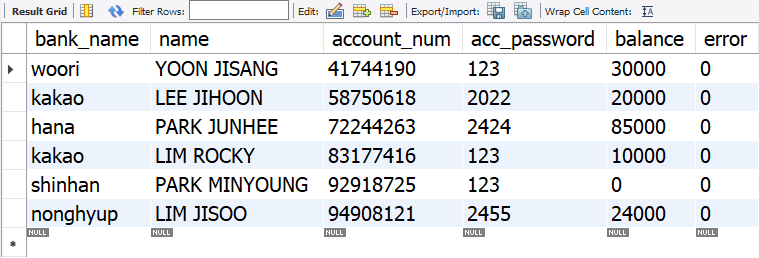 Result Grid Filter Rows: Edit: Export/Import: Wrap Cell Content: IA
bank_name name account_num acc_password balance error
woori YOON JISANG 41744190 123 30000 0
kakao LEE JIHOON 58750618 2022 20000 0
hana PARK JUNHEE 72244263 2424 85000 0
kakao LIM ROCKY 83177416 123 10000 0
shinhan PARK MINYOUNG 92918725 123 0 0
nonghyup LIM JISOO 94908121 2455 24000 0
NULL NULL NULL NULL NULL NULL